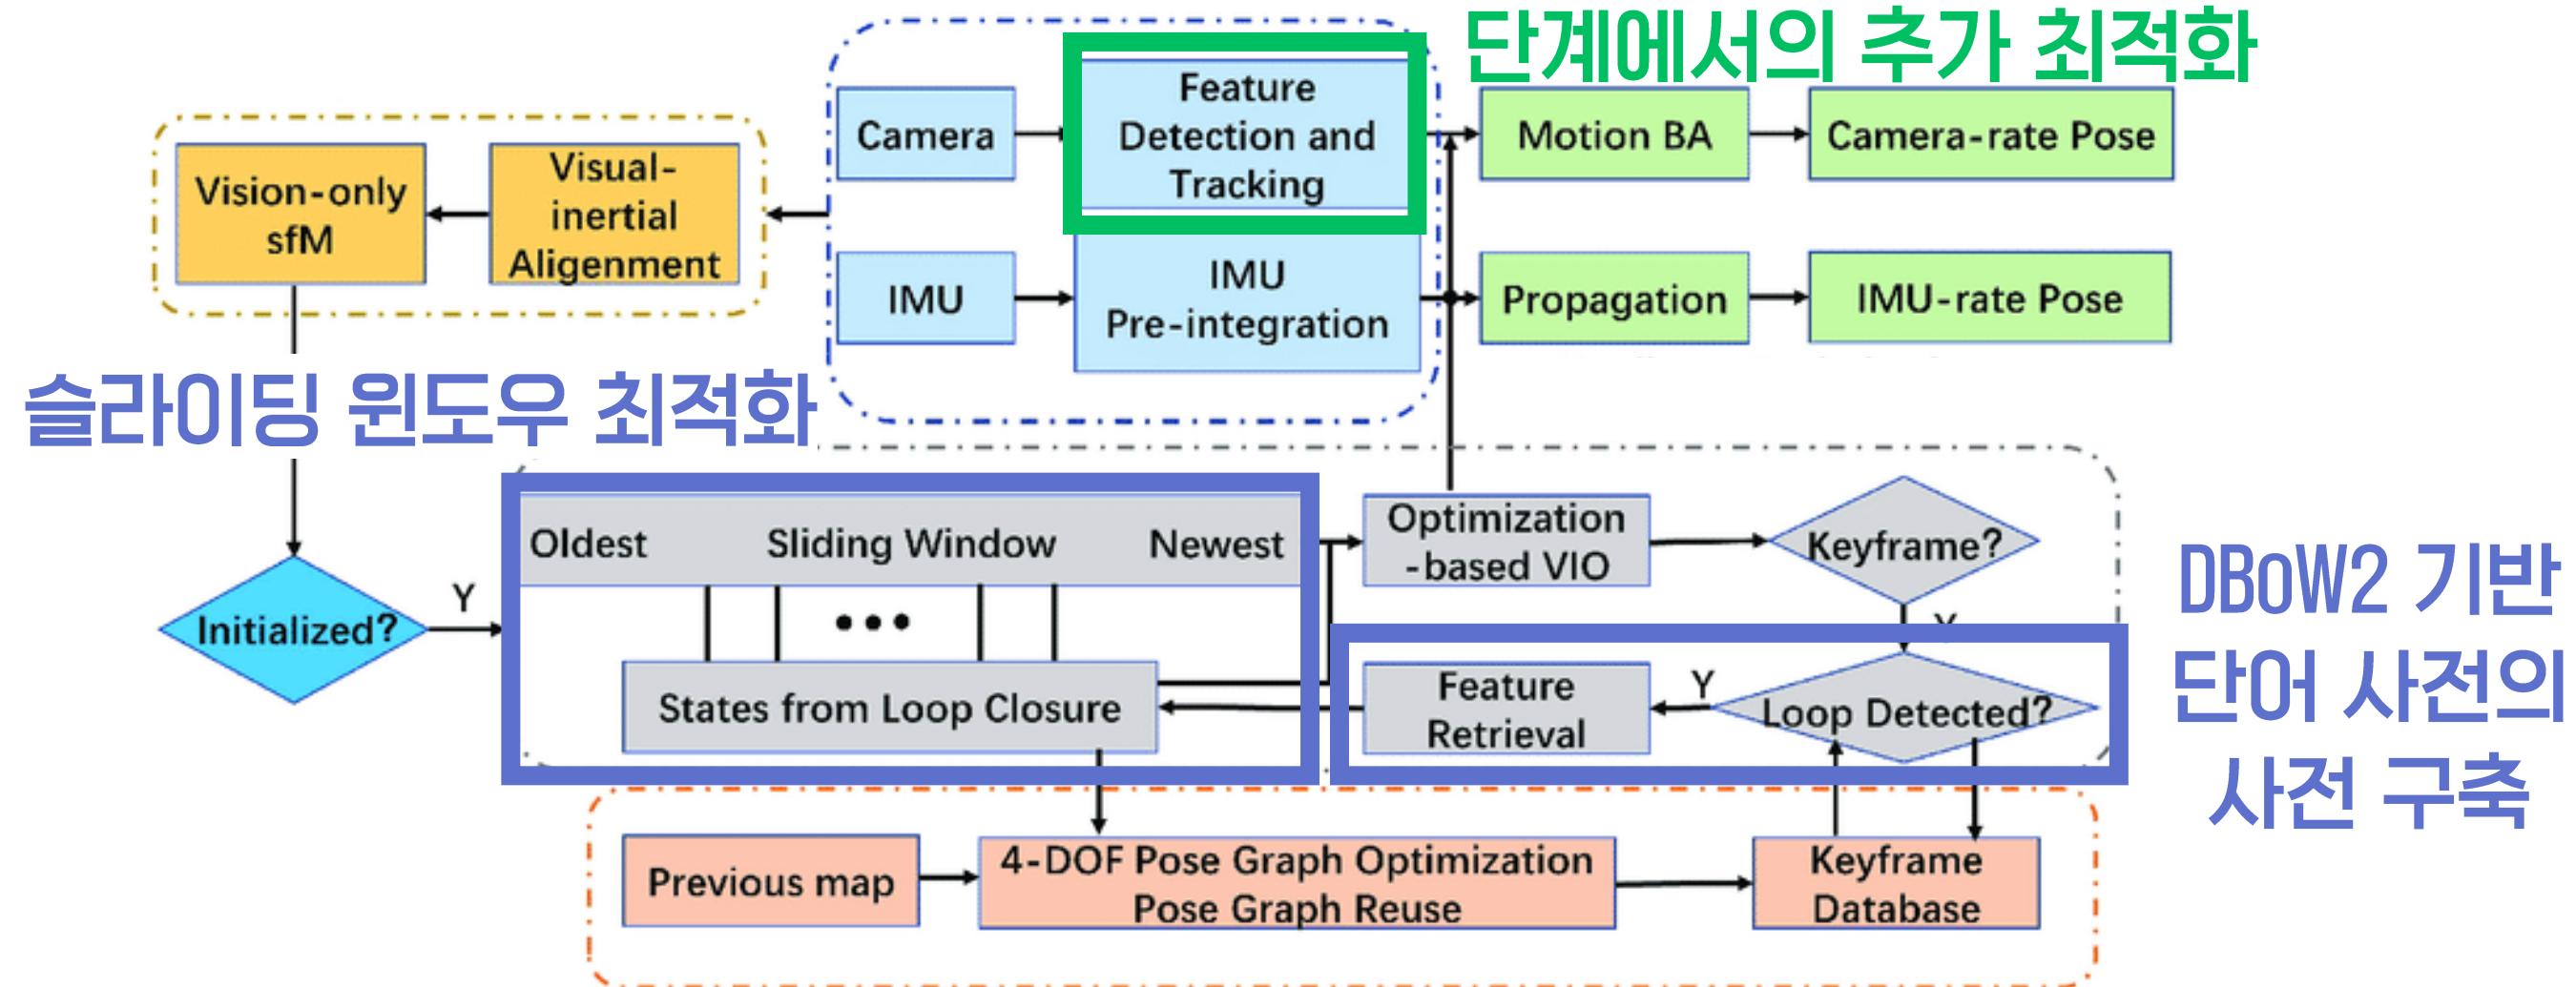 단계에서의 추가 최적화
Camera
Feature
Detection and
Tracking
Motion BA
Camera-rate Pose
Vision-only
sfM
Visual-
inertial
Aligenment
IMU
IMU
Pre-integration
Propagation
IMU-rate Pose
슬라이딩 윈도우 최적화
Oldest
Sliding Window
Newest
Optimization
-based VIO
Keyframe?
Initialized?
Y
States from Loop Closure
Feature
Retrieval
Y
Loop Detected?
Y
DBoW2 기반
단어 사전의
사전 구축
Previous map
4-DOF Pose Graph Optimization
Pose Graph Reuse
Keyframe
Database